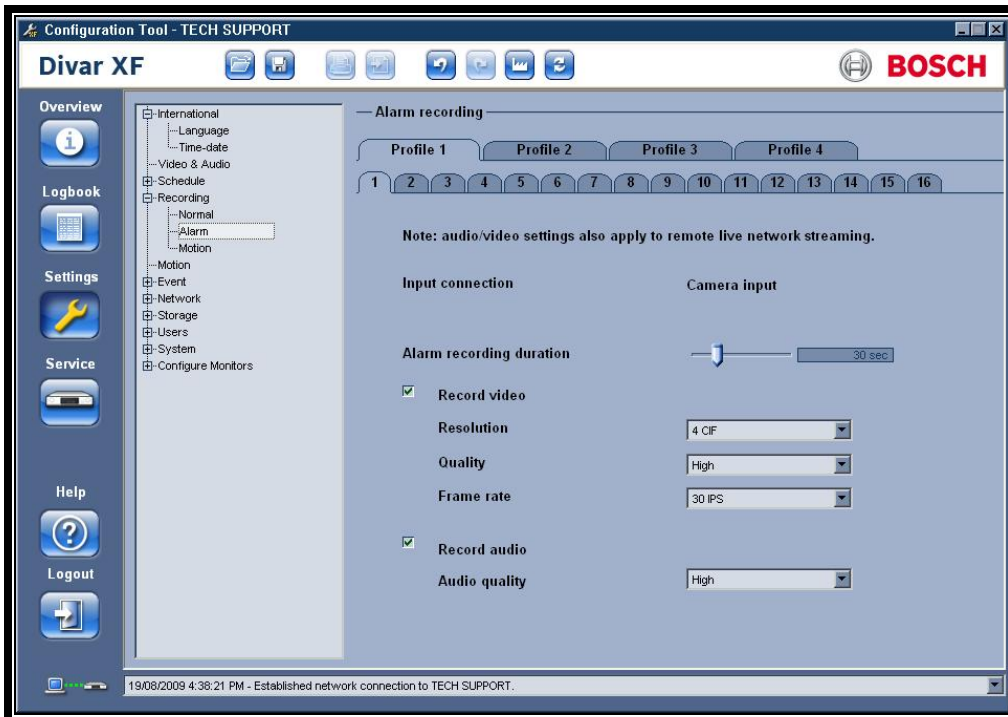 Configuration Tool - TECH SUPPORT
Divar XF
BOSCH
Overview
Logbook
Settings
Service
Help
Logout
International
Language
Time-date
Video & Audio
Schedule
Recording
Normal
Alarm
Motion
Motion
Event
Network
Storage
Users
System
Configure Monitors
Alarm recording
Profile 1 Profile 2 Profile 3 Profile 4
1 2 3 4 5 6 7 8 9 10 11 12 13 14 15 16
Note: audio/video settings also apply to remote live network streaming.
Input connection Camera input
Alarm recording duration 30 sec
Record video
Resolution 4 CIF
Quality High
Frame rate 30 IPS
Record audio
Audio quality High
19/08/2009 4:38:21 PM - Established network connection to TECH SUPPORT.